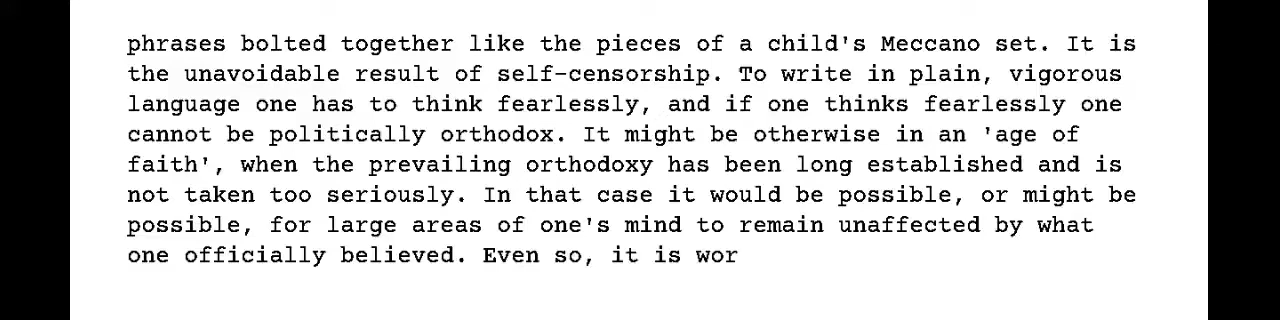 phrases bolted together like the pieces of a child's Meccano set. It is
the unavoidable result of self-censorship. To write in plain, vigorous
language one has to think fearlessly, and if one thinks fearlessly one
cannot be politically orthodox. It might be otherwise in an 'age of
faith', when the prevailing orthodoxy has been long established and is
not taken too seriously. In that case it would be possible, or might be
possible, for large areas of one's mind to remain unaffected by what
one officially believed. Even so, it is wor